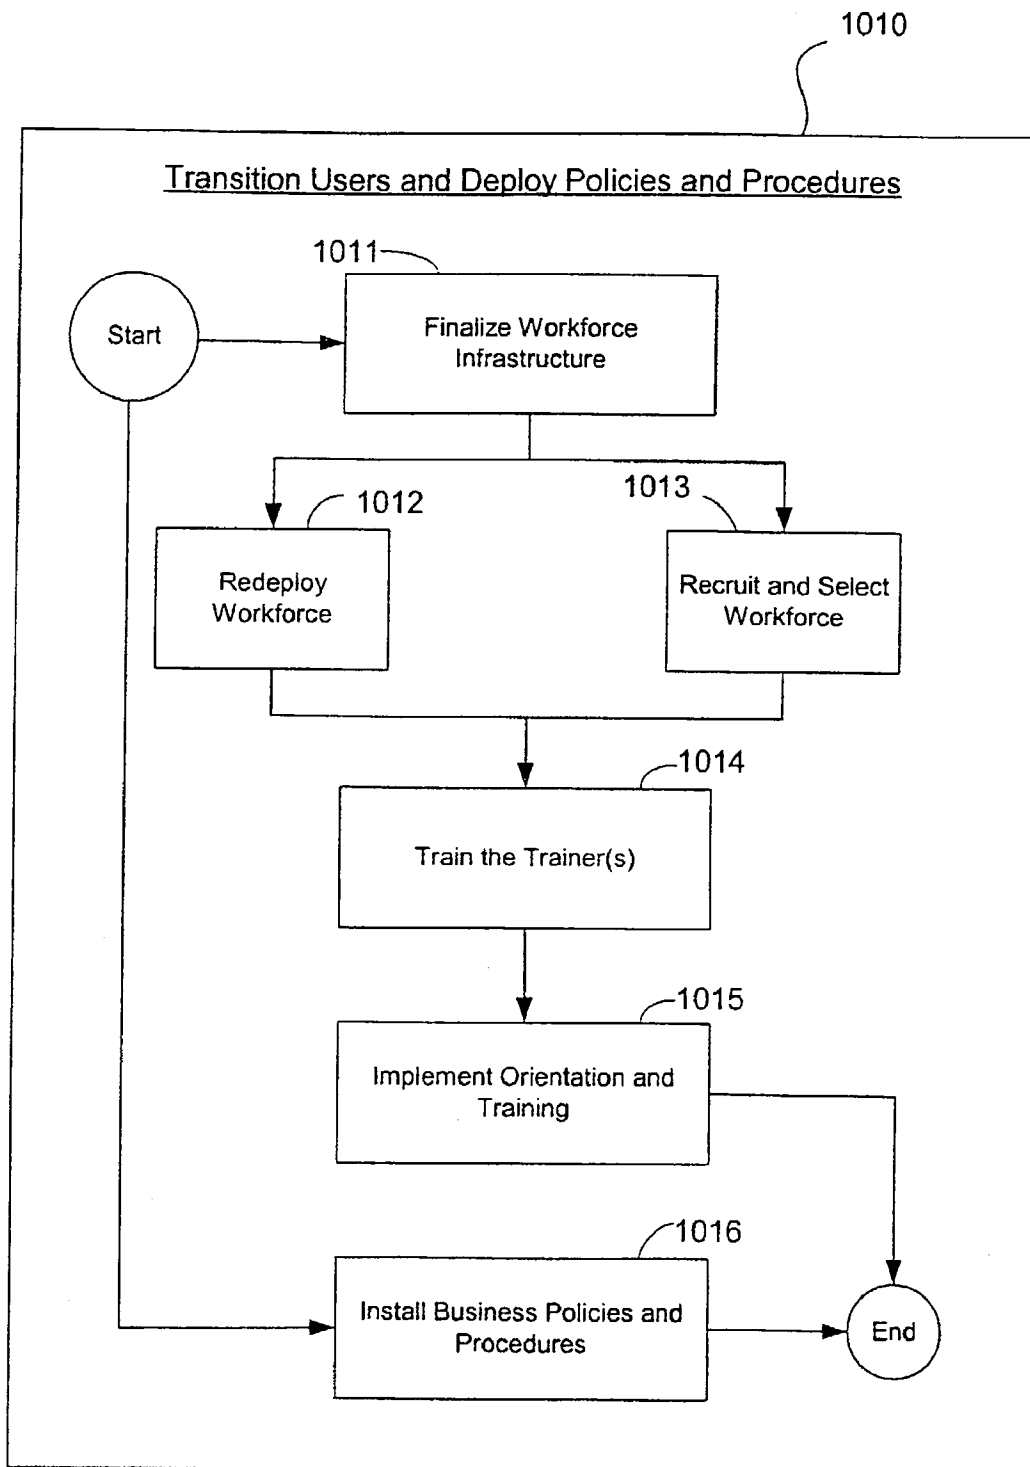 1010
Transition Users and Deploy Policies and Procedures
1011
Start
Finalize Workforce
Infrastructure
1012
1013
Redeploy
Workforce
Recruit and Select
Workforce
1014
Train the Trainer(s)
1015
Implement Orientation and
Training
1016
Install Business Policies and
Procedures
End